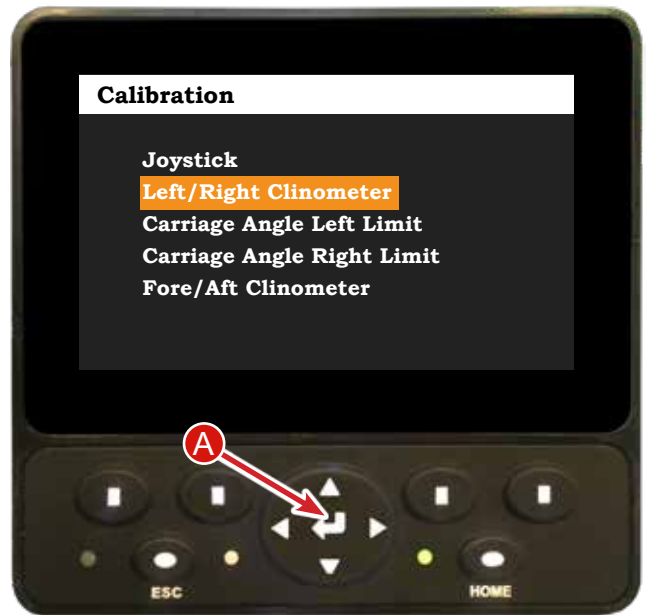 Calibration
Joystick
Left/Right Clinometer
Carriage Angle Left Limit
Carriage Angle Right Limit
Fore/Aft Clinometer
A
ESC
HOME